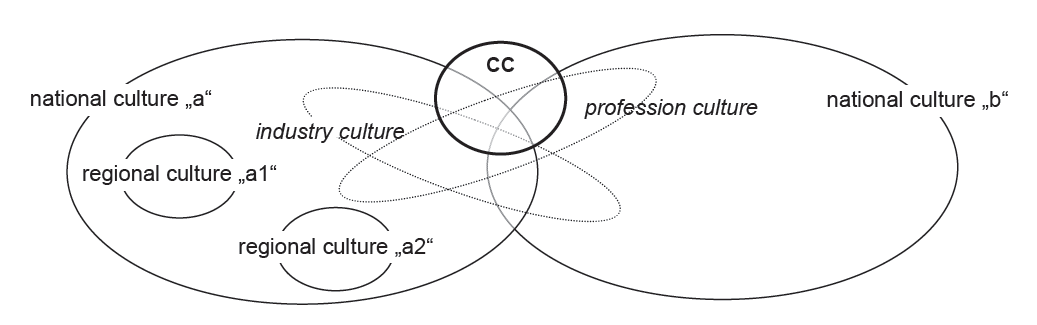 CC
national culture „a“
national culture „b“
profession culture
industry culture
regional culture „a1“
regional culture „a2“